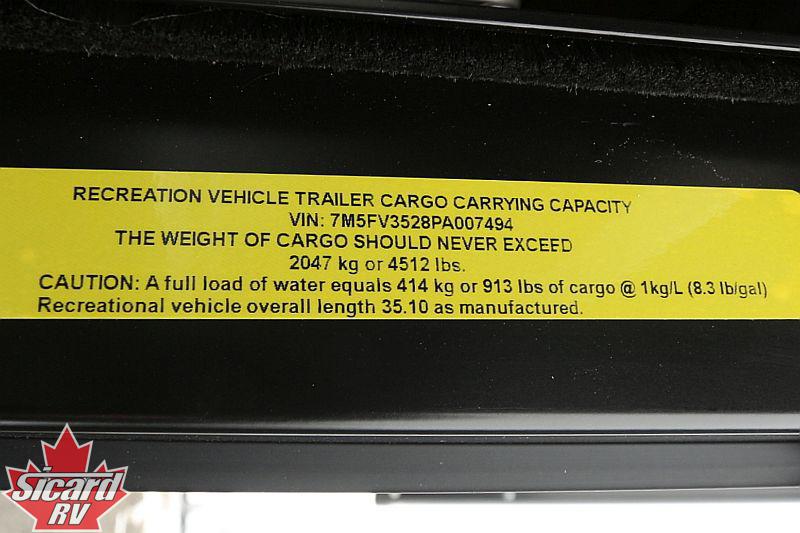 RECREATION VEHICLE TRAILER CARGO CARRYING CAPACITY
VIN: 7M5FV3528PA007494
THE WEIGHT OF CARGO SHOULD NEVER EXCEED
2047 kg or 4512 lbs.
CAUTION: A full load of water equals 414 kg or 913 lbs of cargo @ 1kg/L (8.3 lb/gal)
Recreational vehicle overall length 35.10 as manufactured.
Sicard
RV